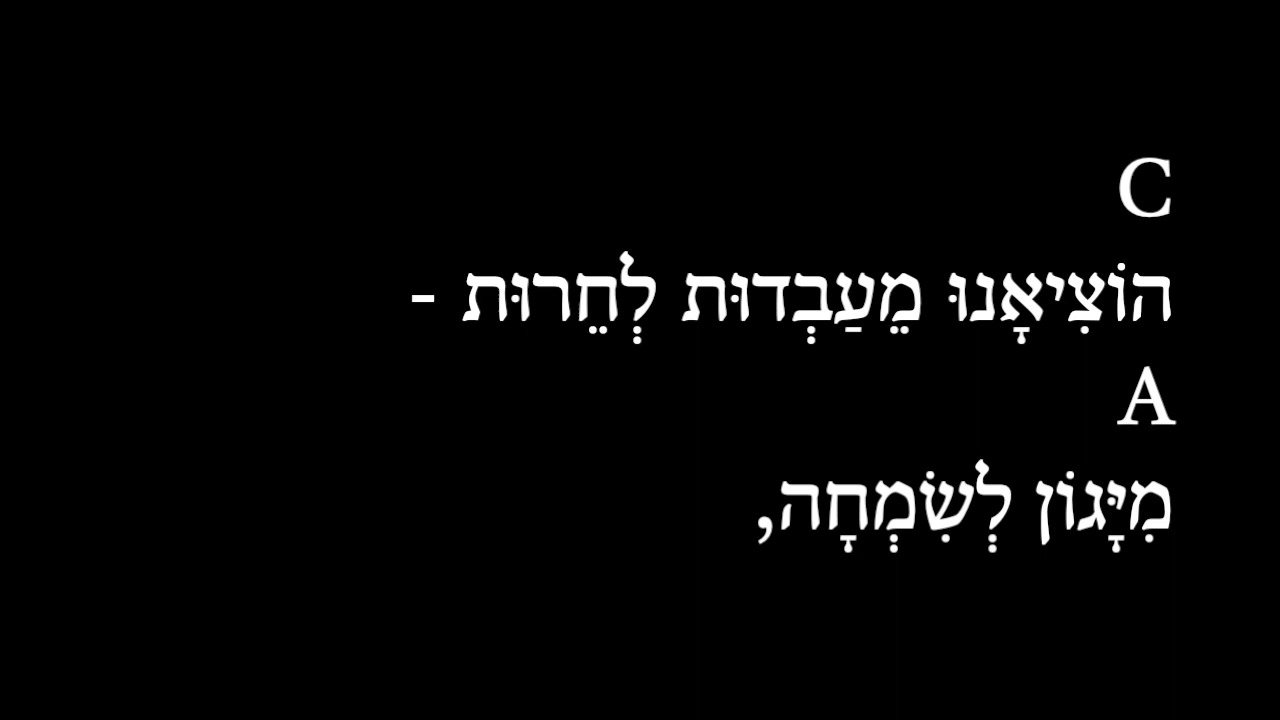 C
הוֹצִיאָנוּ מֵעַבְדוּת לְחֵרוּת -
A
מִיָּגוֹן לְשִׂמְחָה,